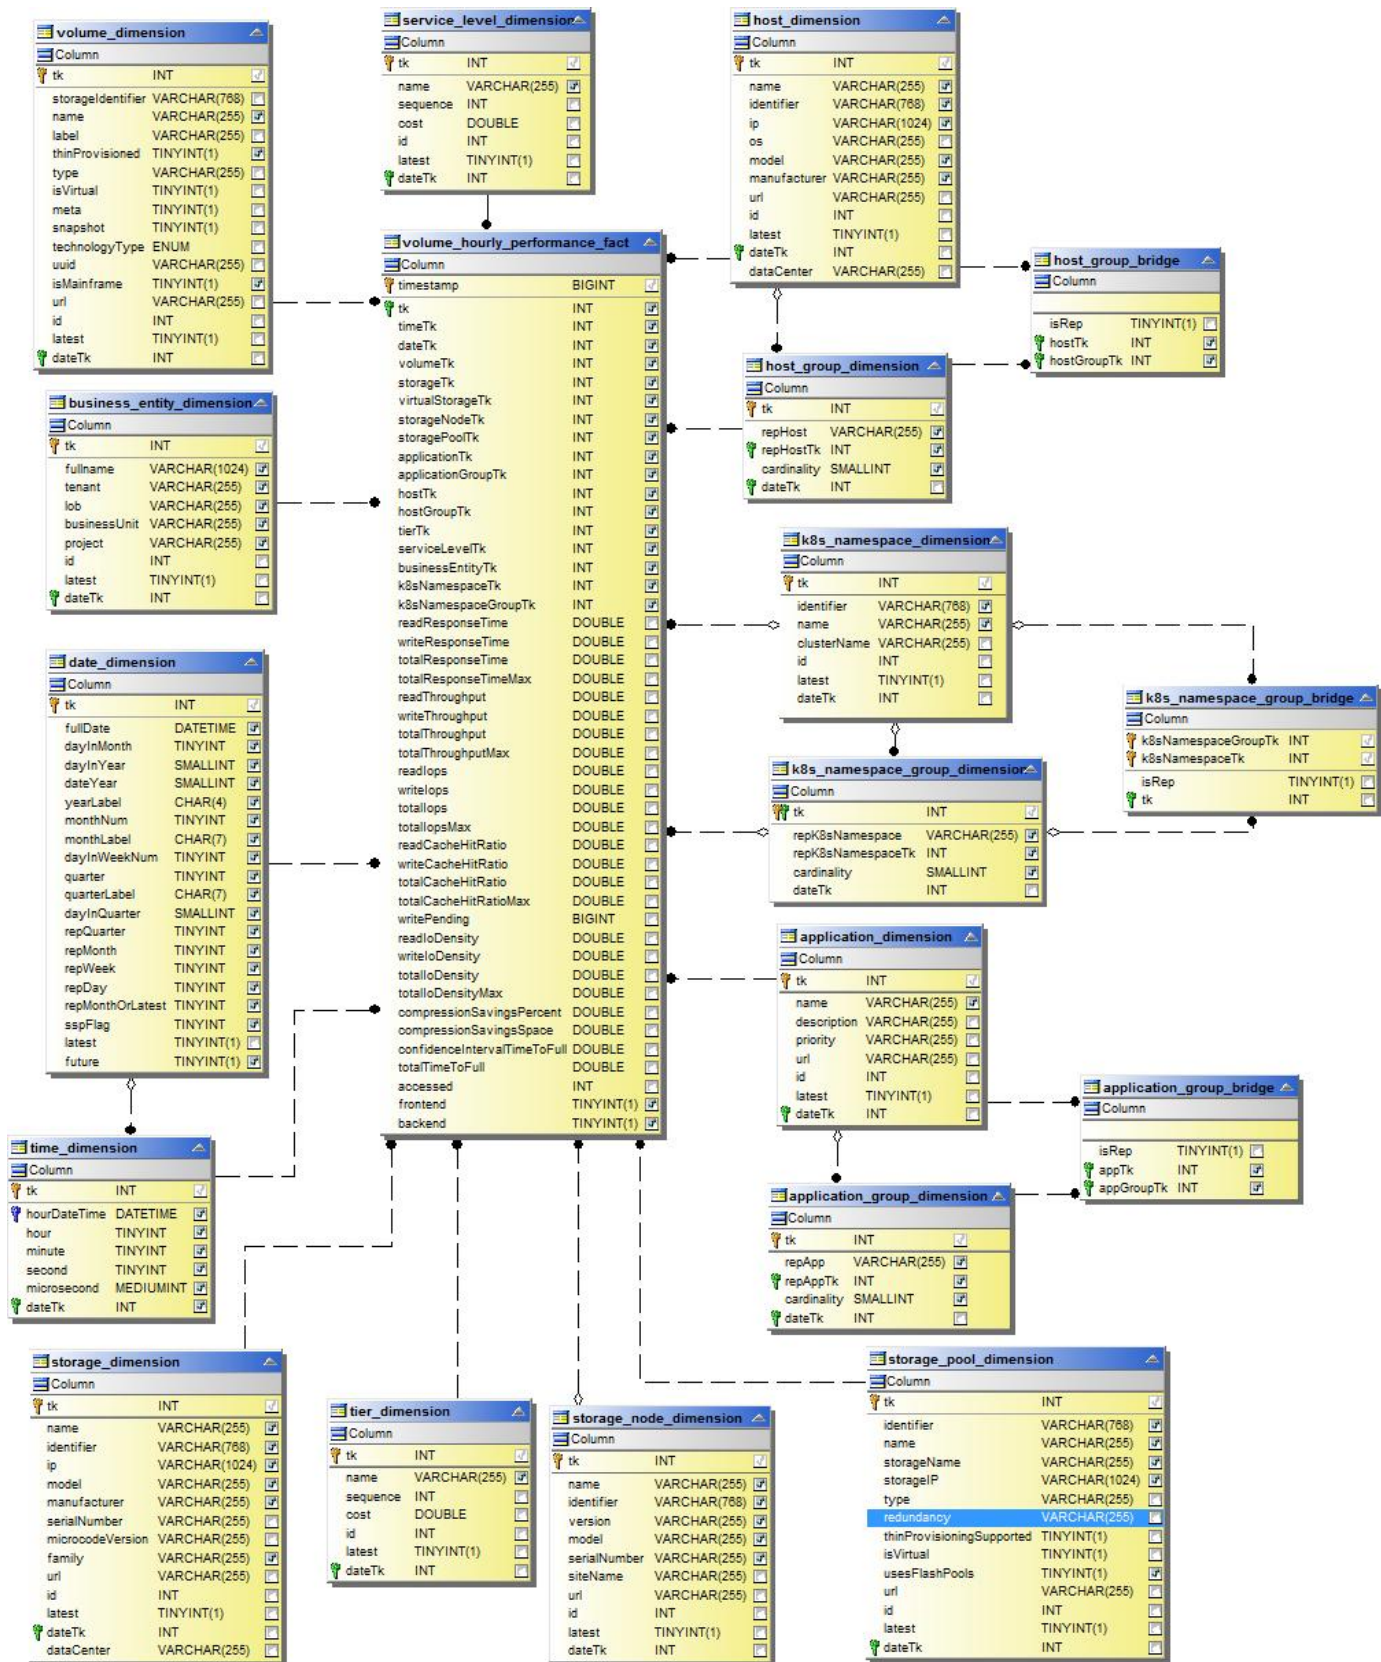 volume_dimension
Column
tk INT
storageIdentifier VARCHAR(768)
name VARCHAR(255)
label VARCHAR(255)
thinProvisioned TINYINT(1)
type VARCHAR(255)
isVirtual TINYINT(1)
meta TINYINT(1)
snapshot TINYINT(1)
technologyType ENUM
uuid VARCHAR(255)
isMainframe TINYINT(1)
url VARCHAR(255)
id INT
latest TINYINT(1)
dateTk INT
service_level_dimension
Column
tk INT
name VARCHAR(255)
sequence INT
cost DOUBLE
id INT
latest TINYINT(1)
dateTk INT
host_dimension
Column
tk INT
name VARCHAR(255)
identifier VARCHAR(768)
ip VARCHAR(1024)
os VARCHAR(255)
model VARCHAR(255)
manufacturer VARCHAR(255)
url VARCHAR(255)
id INT
latest TINYINT(1)
dateTk INT
dataCenter VARCHAR(255)
host_group_bridge
Column
isRep TINYINT(1)
hostTk INT
hostGroupTk INT
volume_hourly_performance_fact
Column
timestamp BIGINT
tk INT
timeTk INT
dateTk INT
volumeTk INT
storageTk INT
virtualStorageTk INT
storageNodeTk INT
storagePoolTk INT
applicationTk INT
applicationGroupTk INT
hostTk INT
hostGroupTk INT
tierTk INT
serviceLevelTk INT
businessEntityTk INT
k8sNamespaceTk INT
k8sNamespaceGroupTk INT
readResponseTime DOUBLE
writeResponseTime DOUBLE
totalResponseTime DOUBLE
totalResponseTimeMax DOUBLE
readThroughput DOUBLE
writeThroughput DOUBLE
totalThroughput DOUBLE
totalThroughputMax DOUBLE
readIops DOUBLE
writeIops DOUBLE
totalIops DOUBLE
totalIopsMax DOUBLE
readCacheHitRatio DOUBLE
writeCacheHitRatio DOUBLE
totalCacheHitRatio DOUBLE
totalCacheHitRatioMax DOUBLE
writePending BIGINT
readIoDensity DOUBLE
writeIoDensity DOUBLE
totalIoDensity DOUBLE
totalIoDensityMax DOUBLE
compressionSavingsPercent DOUBLE
compressionSavingsSpace DOUBLE
confidenceIntervalTimeToFull DOUBLE
totalTimeToFull DOUBLE
accessed INT
frontend TINYINT(1)
backend TINYINT(1)
host_group_dimension
Column
tk INT
repHost VARCHAR(255)
repHostTk INT
cardinality SMALLINT
dateTk INT
business_entity_dimension
Column
tk INT
fullname VARCHAR(1024)
tenant VARCHAR(255)
lob VARCHAR(255)
businessUnit VARCHAR(255)
project VARCHAR(255)
id INT
latest TINYINT(1)
dateTk INT
k8s_namespace_dimension
Column
tk INT
identifier VARCHAR(768)
name VARCHAR(255)
clusterName VARCHAR(255)
id INT
latest TINYINT(1)
dateTk INT
date_dimension
Column
tk INT
fullDate DATETIME
dayInMonth TINYINT
dayInYear SMALLINT
dateYear SMALLINT
yearLabel CHAR(4)
monthNum TINYINT
monthLabel CHAR(7)
dayInWeekNum TINYINT
quarter TINYINT
quarterLabel CHAR(7)
dayInQuarter SMALLINT
repQuarter TINYINT
repMonth TINYINT
repWeek TINYINT
repDay TINYINT
repMonthOrLatest TINYINT
sspFlag TINYINT
latest TINYINT(1)
future TINYINT(1)
k8s_namespace_group_bridge
Column
k8sNamespaceGroupTk INT
k8sNamespaceTk INT
isRep TINYINT(1)
tk INT
k8s_namespace_group_dimension
Column
tk INT
repK8sNamespace VARCHAR(255)
repK8sNamespaceTk INT
cardinality SMALLINT
dateTk INT
application_dimension
Column
tk INT
name VARCHAR(255)
description VARCHAR(255)
priority VARCHAR(255)
url VARCHAR(255)
id INT
latest TINYINT(1)
dateTk INT
application_group_bridge
Column
isRep TINYINT(1)
appTk INT
appGroupTk INT
time_dimension
Column
tk INT
hourDateTime DATETIME
hour TINYINT
minute TINYINT
second TINYINT
microsecond MEDIUMINT
dateTk INT
application_group_dimension
Column
tk INT
repApp VARCHAR(255)
repAppTk INT
cardinality SMALLINT
dateTk INT
storage_dimension
Column
tk INT
name VARCHAR(255)
identifier VARCHAR(768)
ip VARCHAR(1024)
model VARCHAR(255)
manufacturer VARCHAR(255)
serialNumber VARCHAR(255)
microcodeVersion VARCHAR(255)
family VARCHAR(255)
url VARCHAR(255)
id INT
latest TINYINT(1)
dateTk INT
dataCenter VARCHAR(255)
tier_dimension
Column
tk INT
name VARCHAR(255)
sequence INT
cost DOUBLE
id INT
latest TINYINT(1)
dateTk INT
storage_node_dimension
Column
tk INT
name VARCHAR(255)
identifier VARCHAR(768)
version VARCHAR(255)
model VARCHAR(255)
serialNumber VARCHAR(255)
siteName VARCHAR(255)
url VARCHAR(255)
id INT
latest TINYINT(1)
dateTk INT
storage_pool_dimension
Column
tk INT
identifier VARCHAR(768)
name VARCHAR(255)
storageName VARCHAR(255)
storageIP VARCHAR(1024)
type VARCHAR(255)
redundancy VARCHAR(255)
thinProvisioningSupported TINYINT(1)
isVirtual TINYINT(1)
usesFlashPools TINYINT(1)
url VARCHAR(255)
id INT
latest TINYINT(1)
dateTk INT